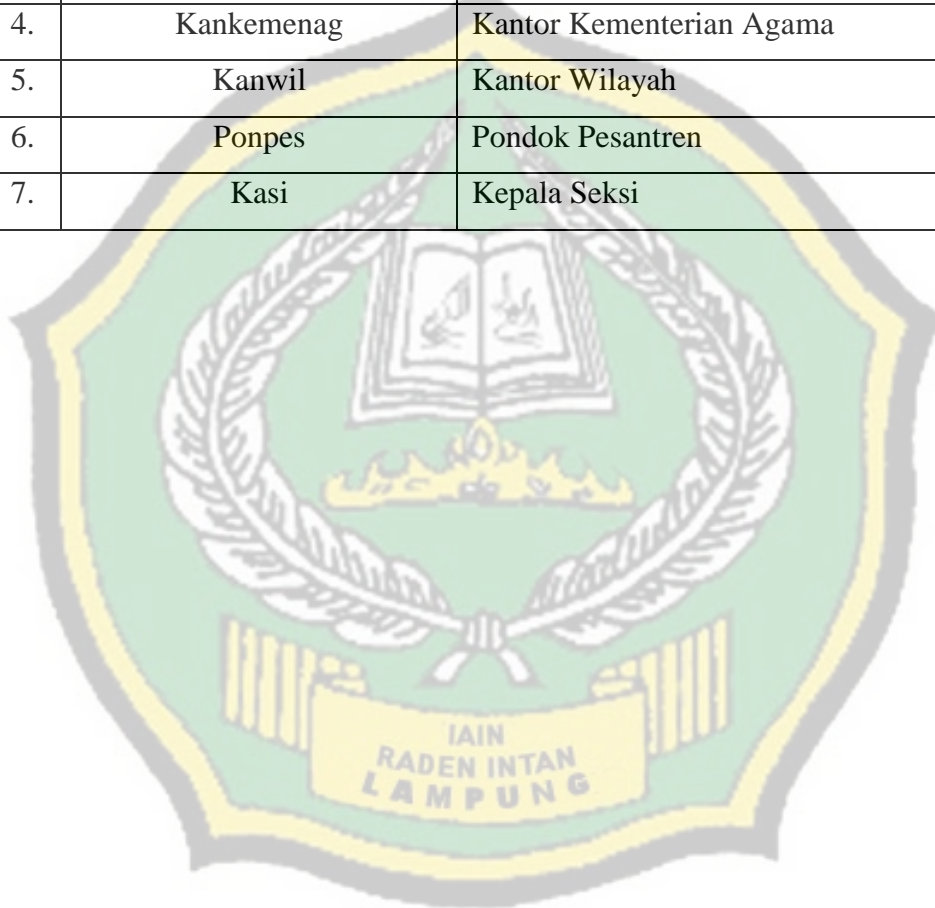 4. Kankemenag Kantor Kementerian Agama
5. Kanwil Kantor Wilayah
6. Ponpes Pondok Pesantren
7. Kasi Kepala Seksi
IAIN
RADEN INTAN
LAMPUNG